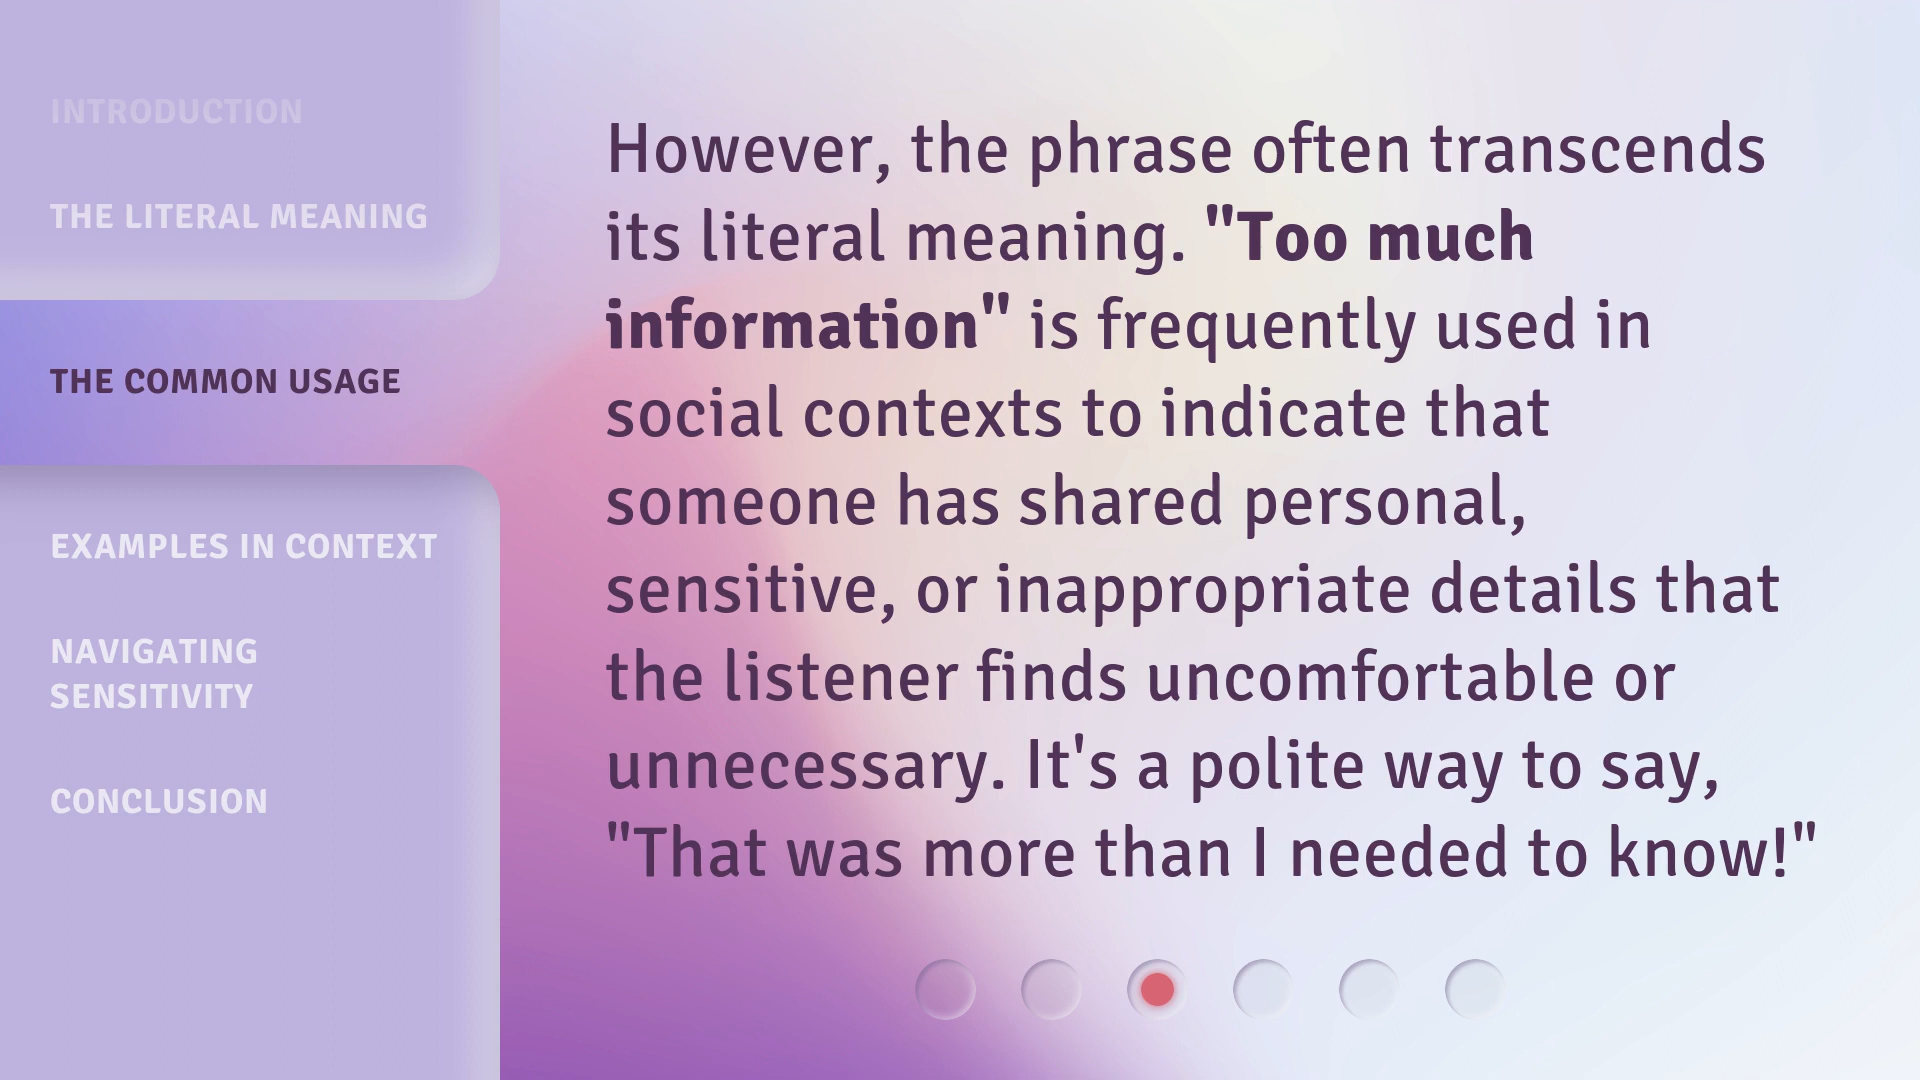 INTRODUCTION
THE LITERAL MEANING
THE COMMON USAGE
EXAMPLES IN CONTEXT
NAVIGATING
SENSITIVITY
CONCLUSION
However, the phrase often transcends
its literal meaning. "Too much
information" is frequently used in
social contexts to indicate that
someone has shared personal,
sensitive, or inappropriate details that
the listener finds uncomfortable or
unnecessary. It's a polite way to say,
"That was more than I needed to know!"